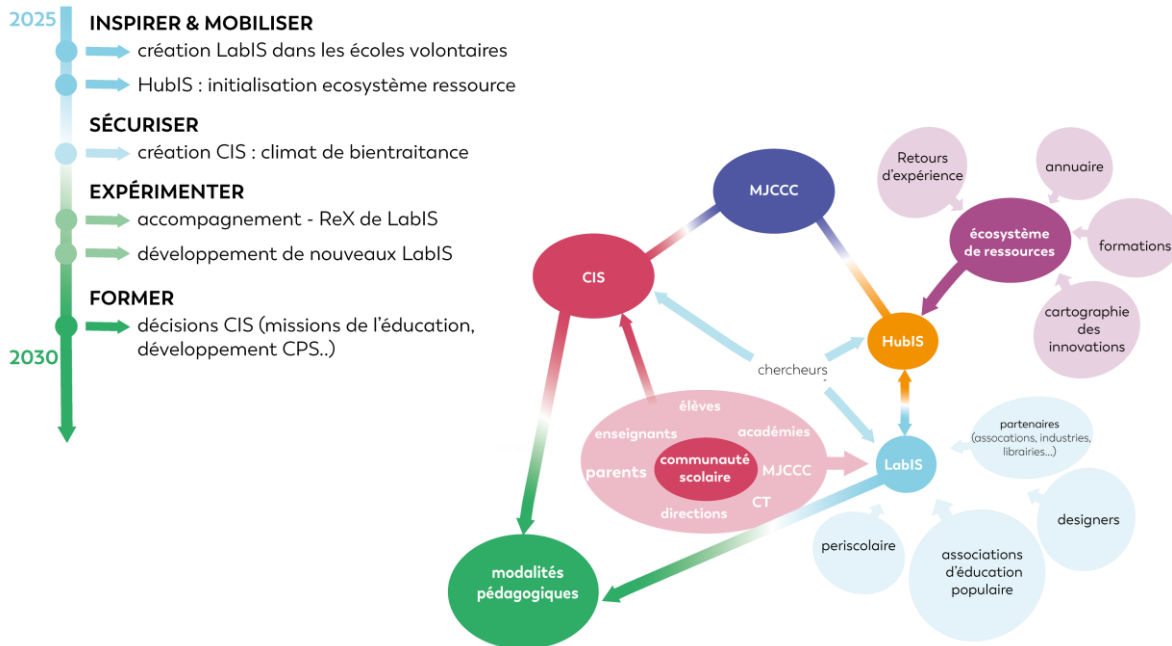 2025
INSPIRER & MOBILISER
création LabIS dans les écoles volontaires
HubIS : initialisation ecosystème ressource
SÉCURISER
création CIS : climat de bientraitance
EXPÉRIMENTER
accompagnement - ReX de LabIS
développement de nouveaux LabIS
FORMER
décisions CIS (missions de l'éducation,
développement CPS..)
2030
MJCCC
CIS
Retours
d'expérience
annuaire
écosystème
de ressources
formations
cartographie
des
innovations
HubIS
chercheurs
élèves
enseignants
académies
communauté
scolaire
parents
MJCCC
CT
directions
LabIS
partenaires
(assocations, industries,
librairies...)
designers
periscolaire
associations
d'éducation
populaire
modalités
pédagogiques